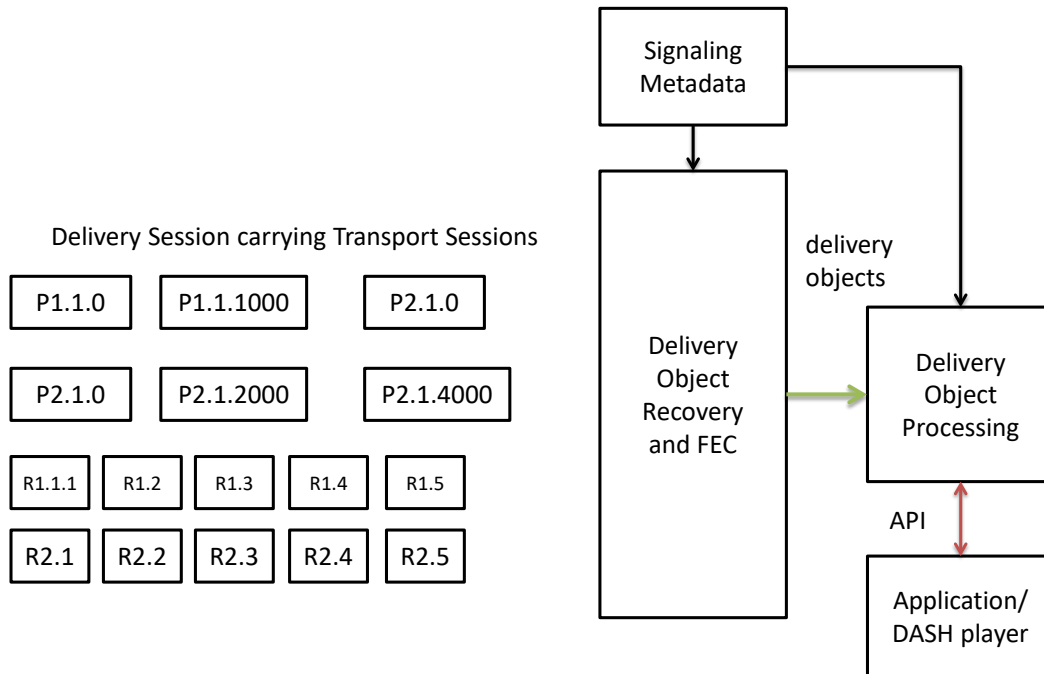 Signaling
Metadata
Delivery Session carrying Transport Sessions
delivery
objects
P1.1.0
P1.1.1000
P2.1.0
P2.1.0
P2.1.2000
P2.1.4000
Delivery
Object
Recovery
and FEC
Delivery
Object
Processing
R1.1.1
R1.2
R1.3
R1.4
R1.5
R2.1
R2.2
R2.3
R2.4
R2.5
API
Application/
DASH player